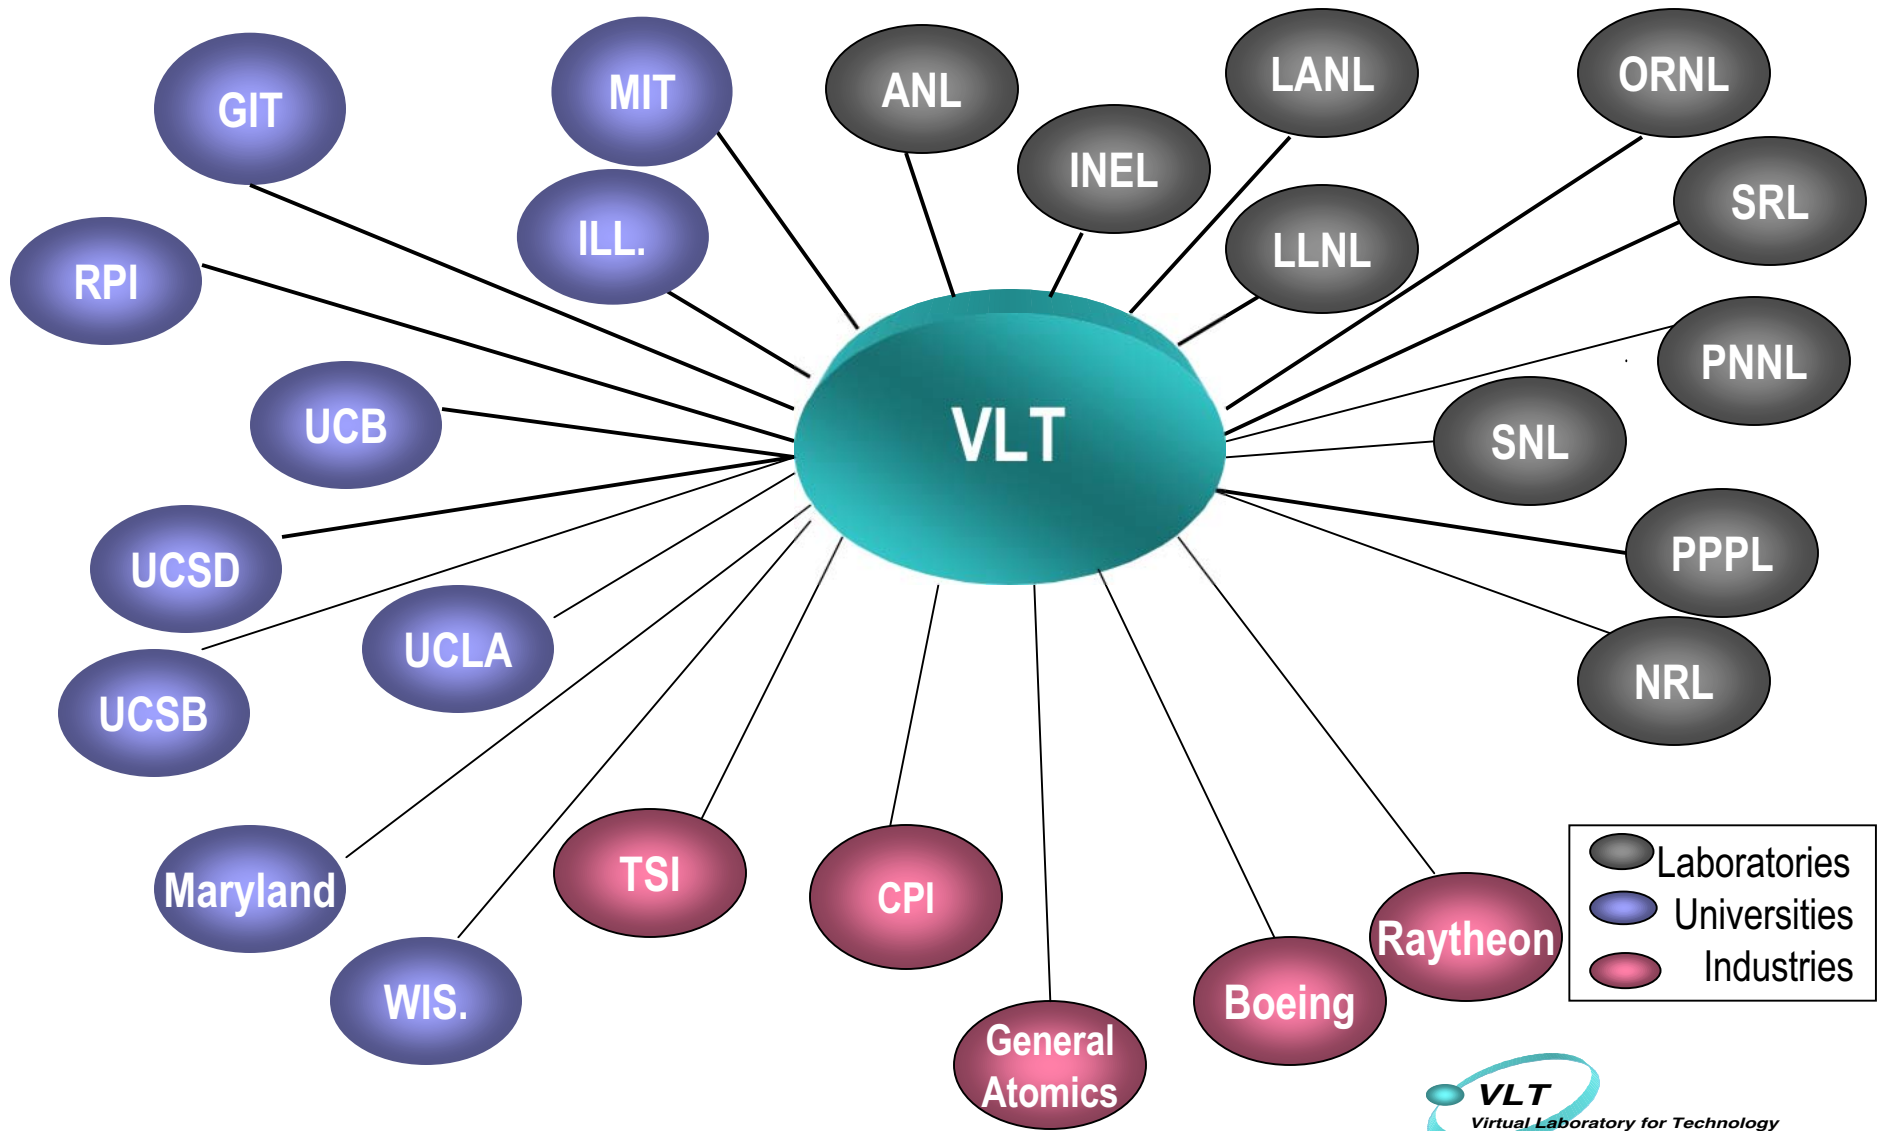 GIT
MIT
ANL
LANL
ORNL
INEL
SRL
ILL.
LLNL
RPI
PNNL
UCB
VLT
SNL
UCSD
PPPL
UCLA
NRL
UCSB
Maryland
TSI
CPI
Raytheon
WIS.
Boeing
General
Atomics
Laboratories
Universities
Industries
VLT
Virtual Laboratory for Technology